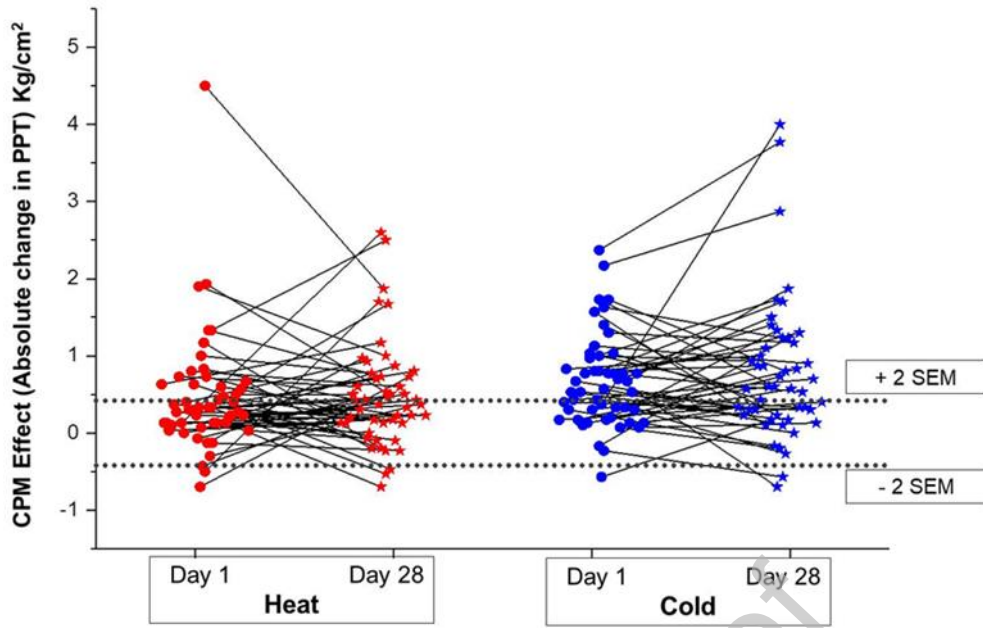 CPM Effect (Absolute change in PPT) Kg/cm²
5
4
3
2
1
0
-1
+ 2 SEM
- 2 SEM
Day 1
Day 28
Heat
Day 1
Day 28
Cold